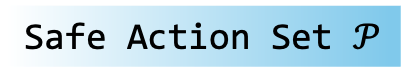 Safe Action Set 𝒫